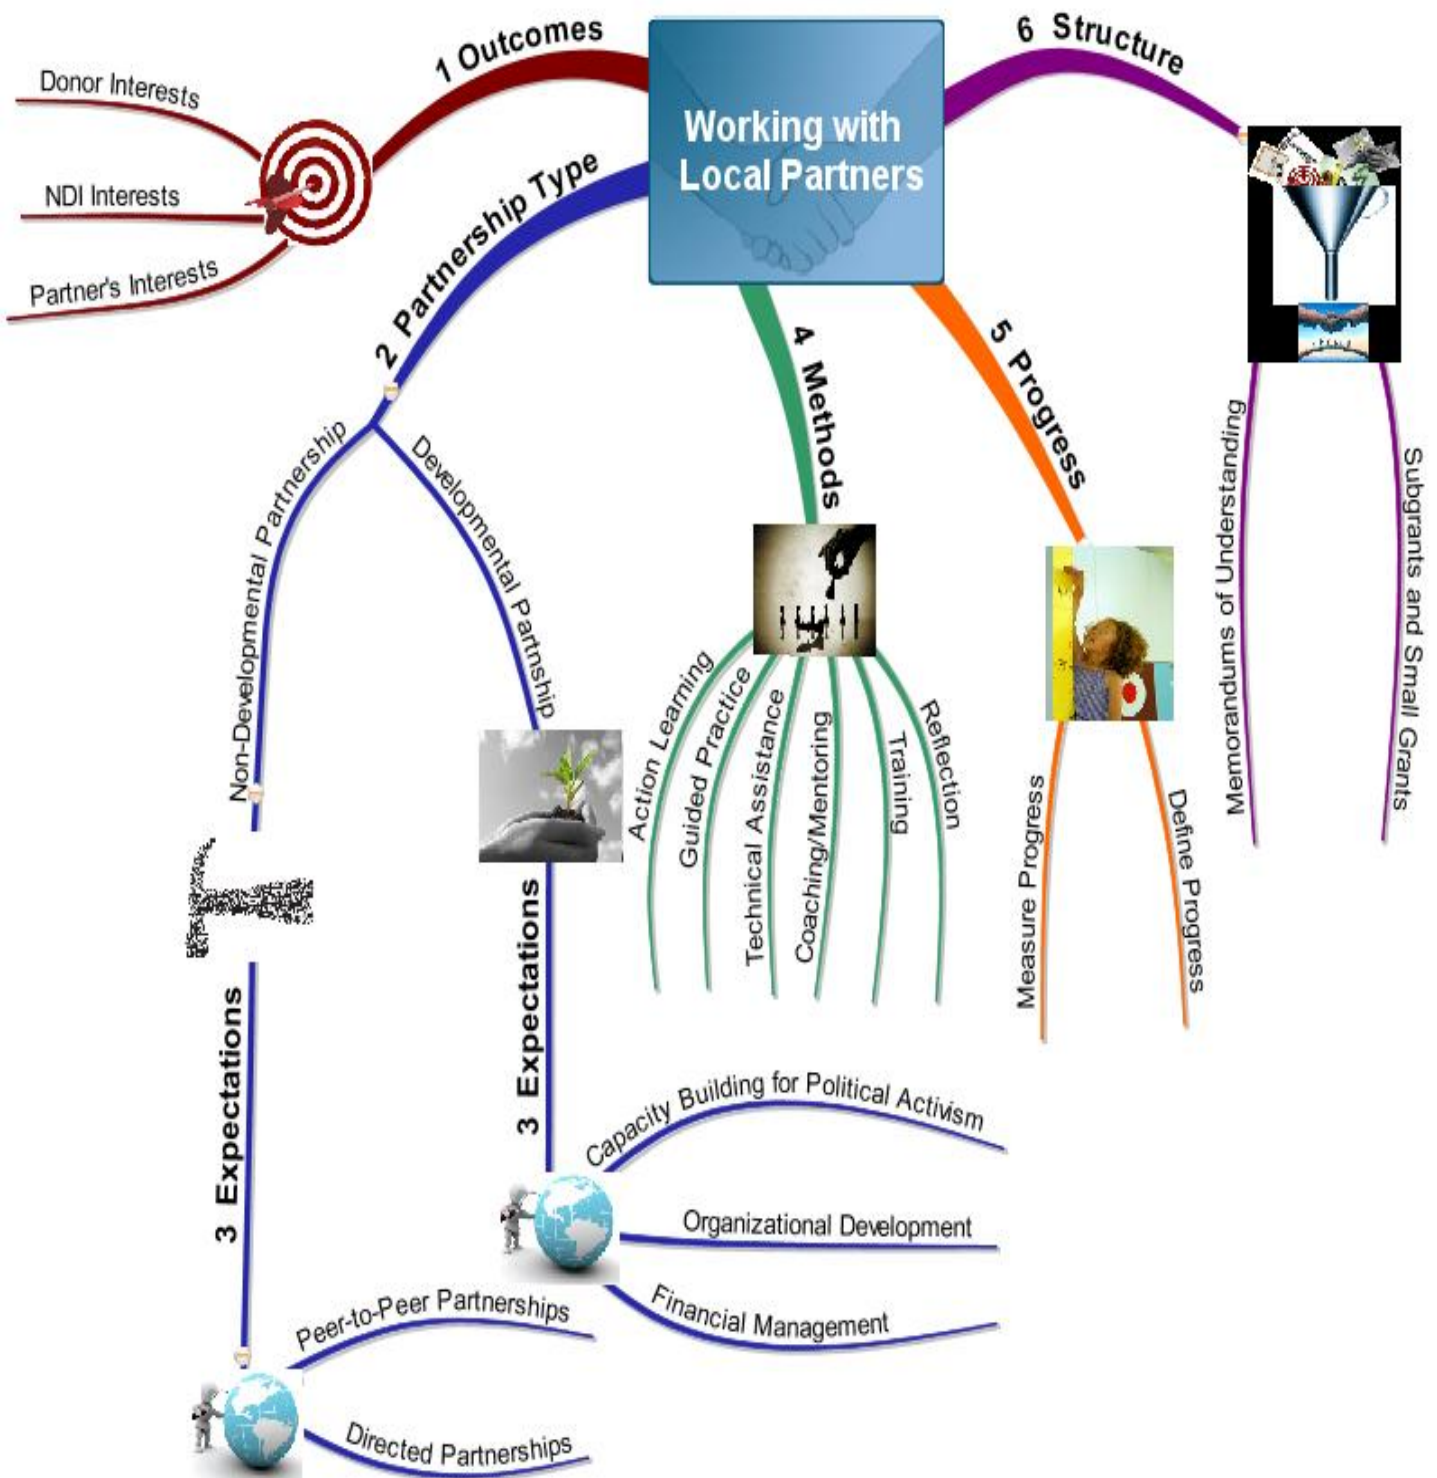 Working with
Local Partners
1 Outcomes
Donor Interests
NDI Interests
Partner's Interests
2 Partnership Type
Non-Developmental Partnership
3 Expectations
Peer-to-Peer Partnerships
Directed Partnerships
Developmental Partnship
3 Expectations
Capacity Building for Political Activism
Organizational Development
Financial Management
4 Methods
Action Learning
Guided Practice
Technical Assistance
Coaching/Mentoring
Training
Reflection
5 Progress
Measure Progress
Define Progress
6 Structure
Memorandums of Understanding
Subgrants and Small Grants